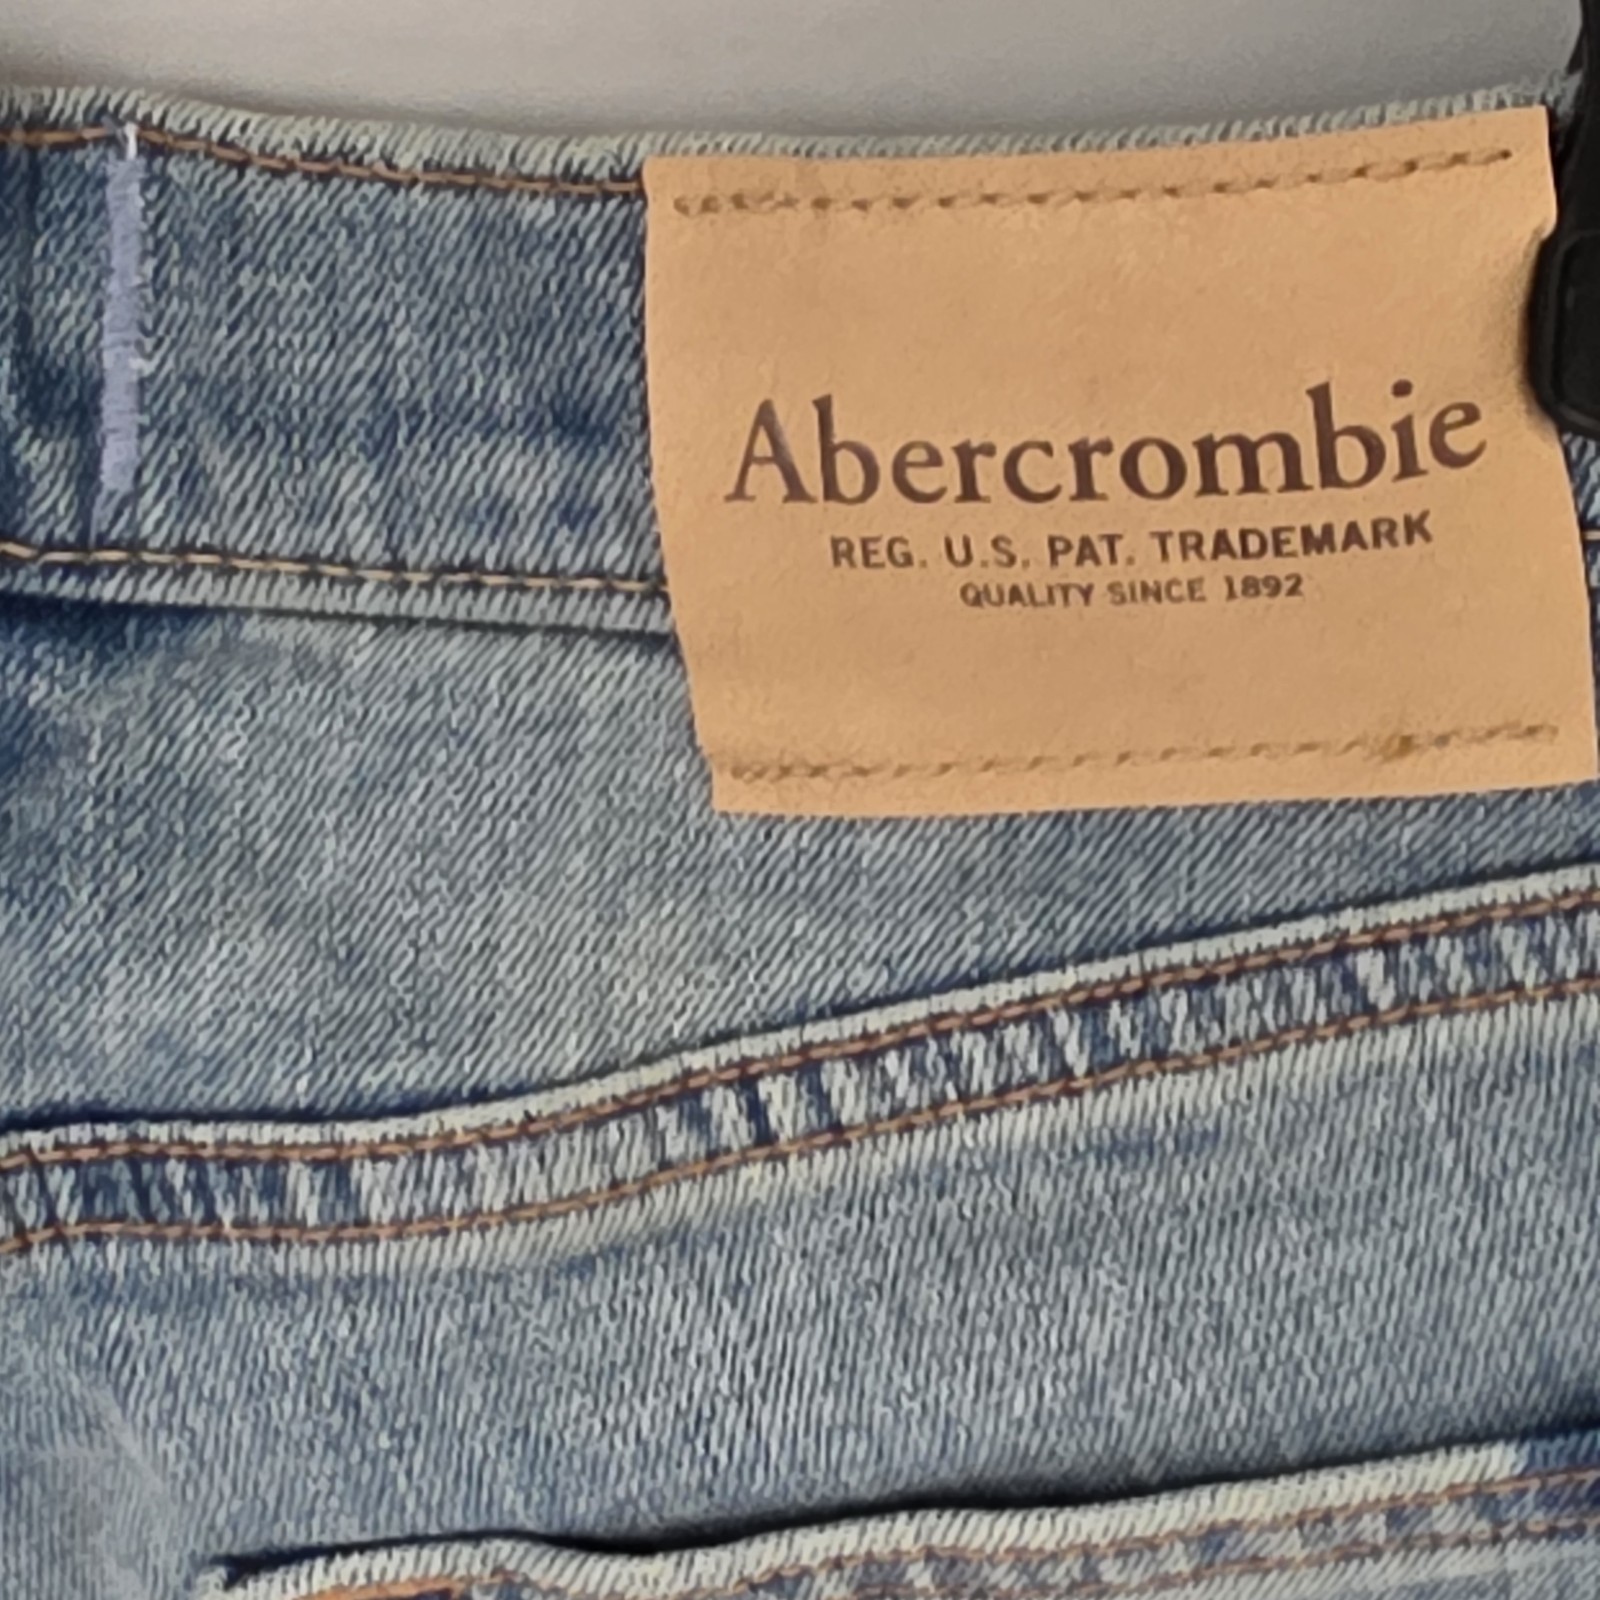 Abercrombie
REG. U.S. PAT. TRADEMARK
QUALITY SINCE 1892